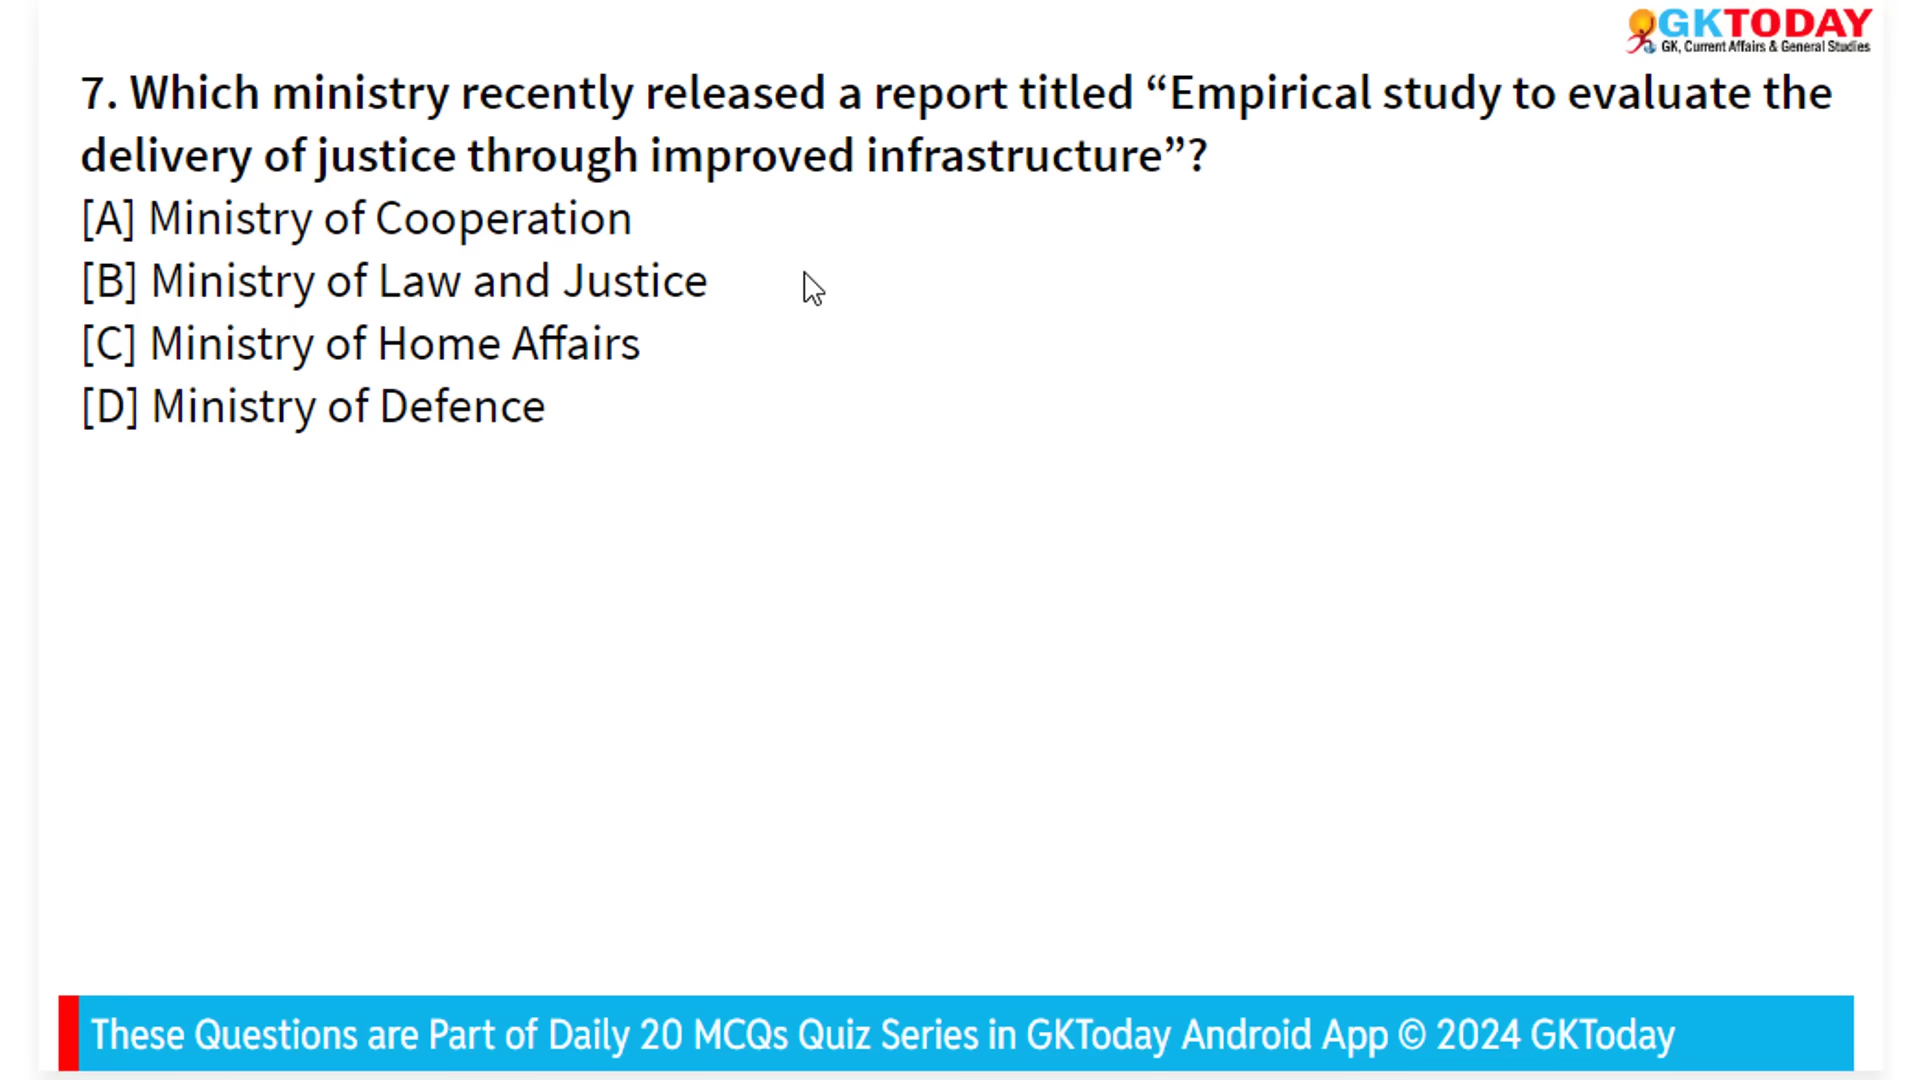 GKTODAY
GK, Current Affairs & General Studies
7. Which ministry recently released a report titled “Empirical study to evaluate the
delivery of justice through improved infrastructure”?
[A] Ministry of Cooperation
[B] Ministry of Law and Justice
[C] Ministry of Home Affairs
[D] Ministry of Defence
These Questions are Part of Daily 20 MCQs Quiz Series in GKToday Android App © 2024 GKToday